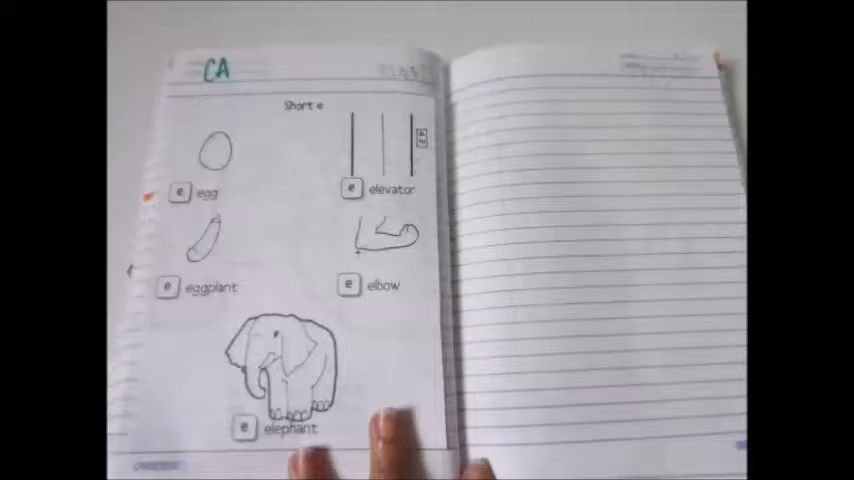 CA
Short e
e egg
e elevator
e eggplant
e elbow
e elephant